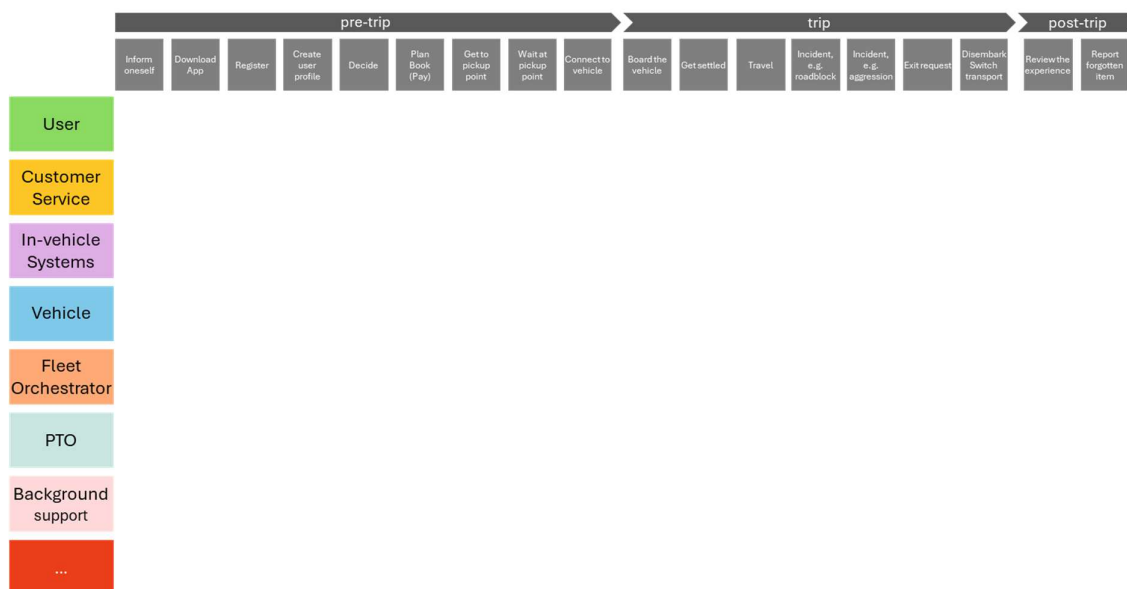 pre-trip
trip
post-trip
Inform
oneself
Download
App
Register
Create
user
profile
Decide
Plan
Book
(Pay)
Get to
pickup
point
Wait at
pickup
point
Connect to
vehicle
Board the
vehicle
Get settled
Travel
Incident,
e.g.
roadblock
Incident,
e.g.
aggression
Exit request
Disembark
Switch
transport
Review the
experience
Report
forgotten
item
User
Customer
Service
In-vehicle
Systems
Vehicle
Fleet
Orchestrator
PTO
Background
support
...